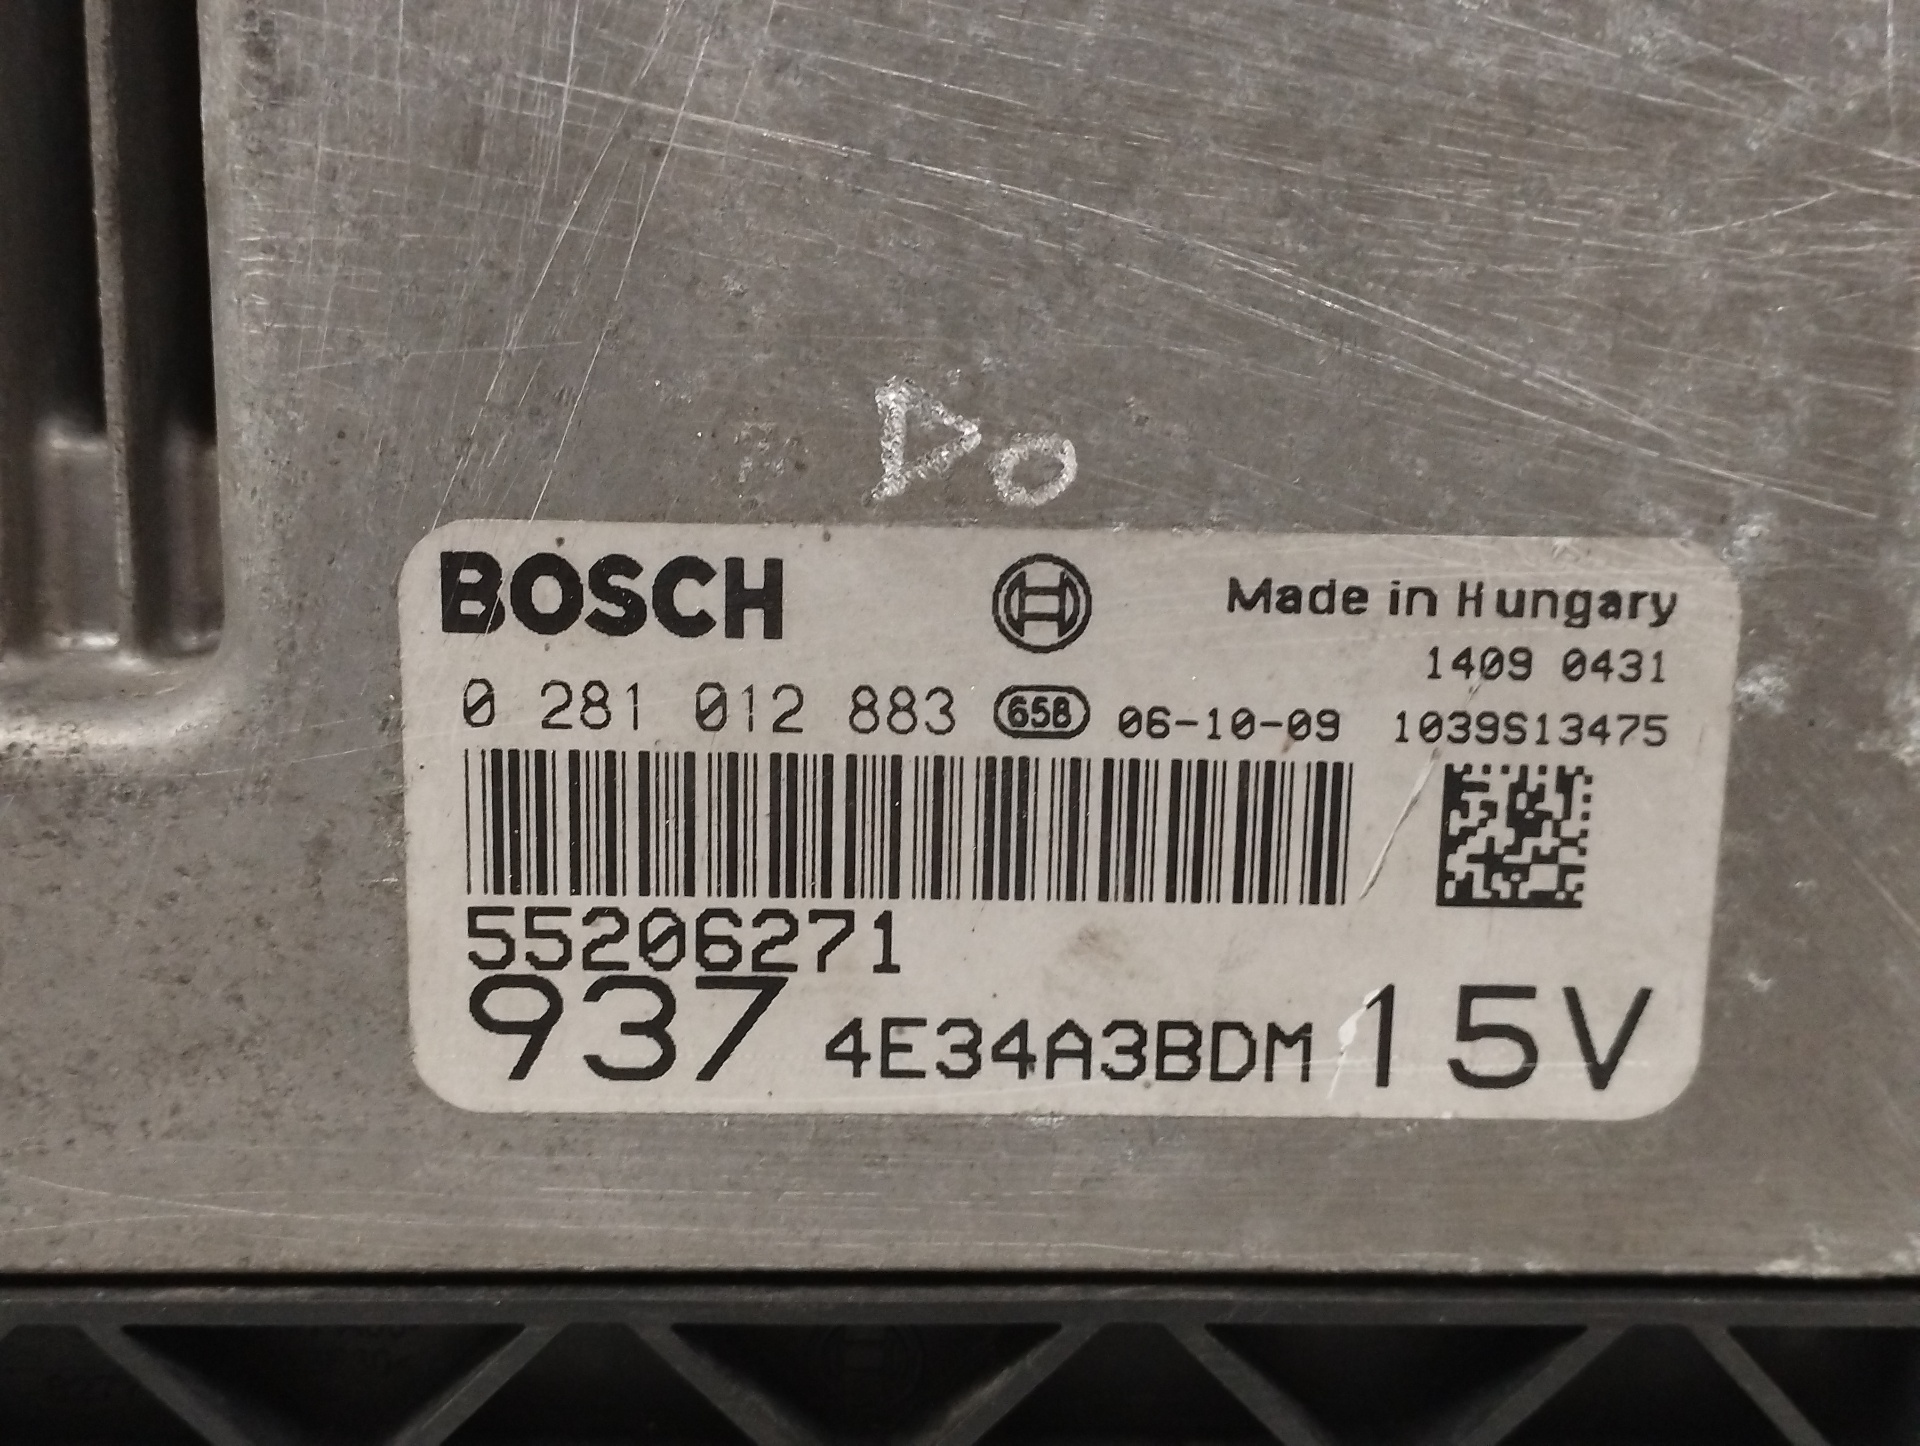 Do
BOSCH
Made in Hungary
1409 0431
0 281 012 883 658 06-10-09 1039S13475
55206271
937 4E34A3BDM 15V